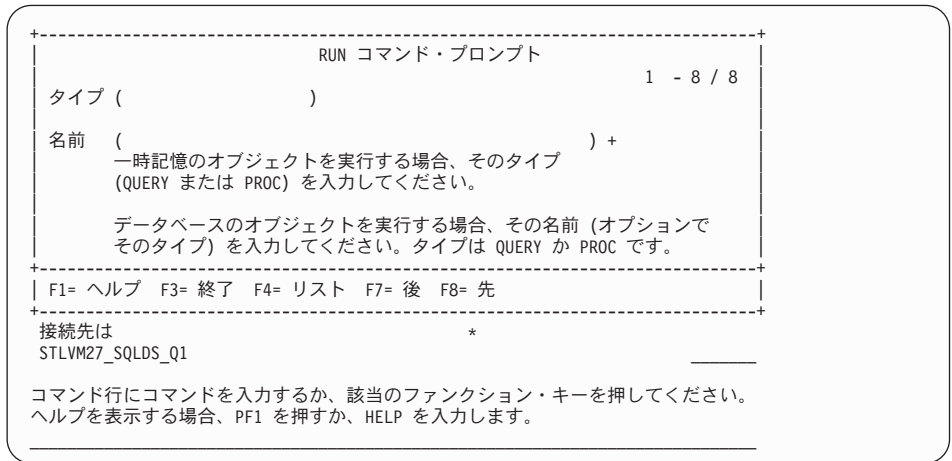 RUN コマンド・プロンプト
1 - 8 / 8
タイプ ( )
名前 ( ) +
一時記憶のオブジェクトを実行する場合、そのタイプ
(QUERY または PROC) を入力してください。
データベースのオブジェクトを実行する場合、その名前 (オプションで
そのタイプ) を入力してください。タイプは QUERY か PROC です。
F1= ヘルプ F3= 終了 F4= リスト F7= 後 F8= 先
接続先は *
STLVM27_SQLDS_Q1 _______
コマンド行にコマンドを入力するか、該当のファンクション・キーを押してください。
ヘルプを表示する場合、PF1 を押すか、HELP を入力します。